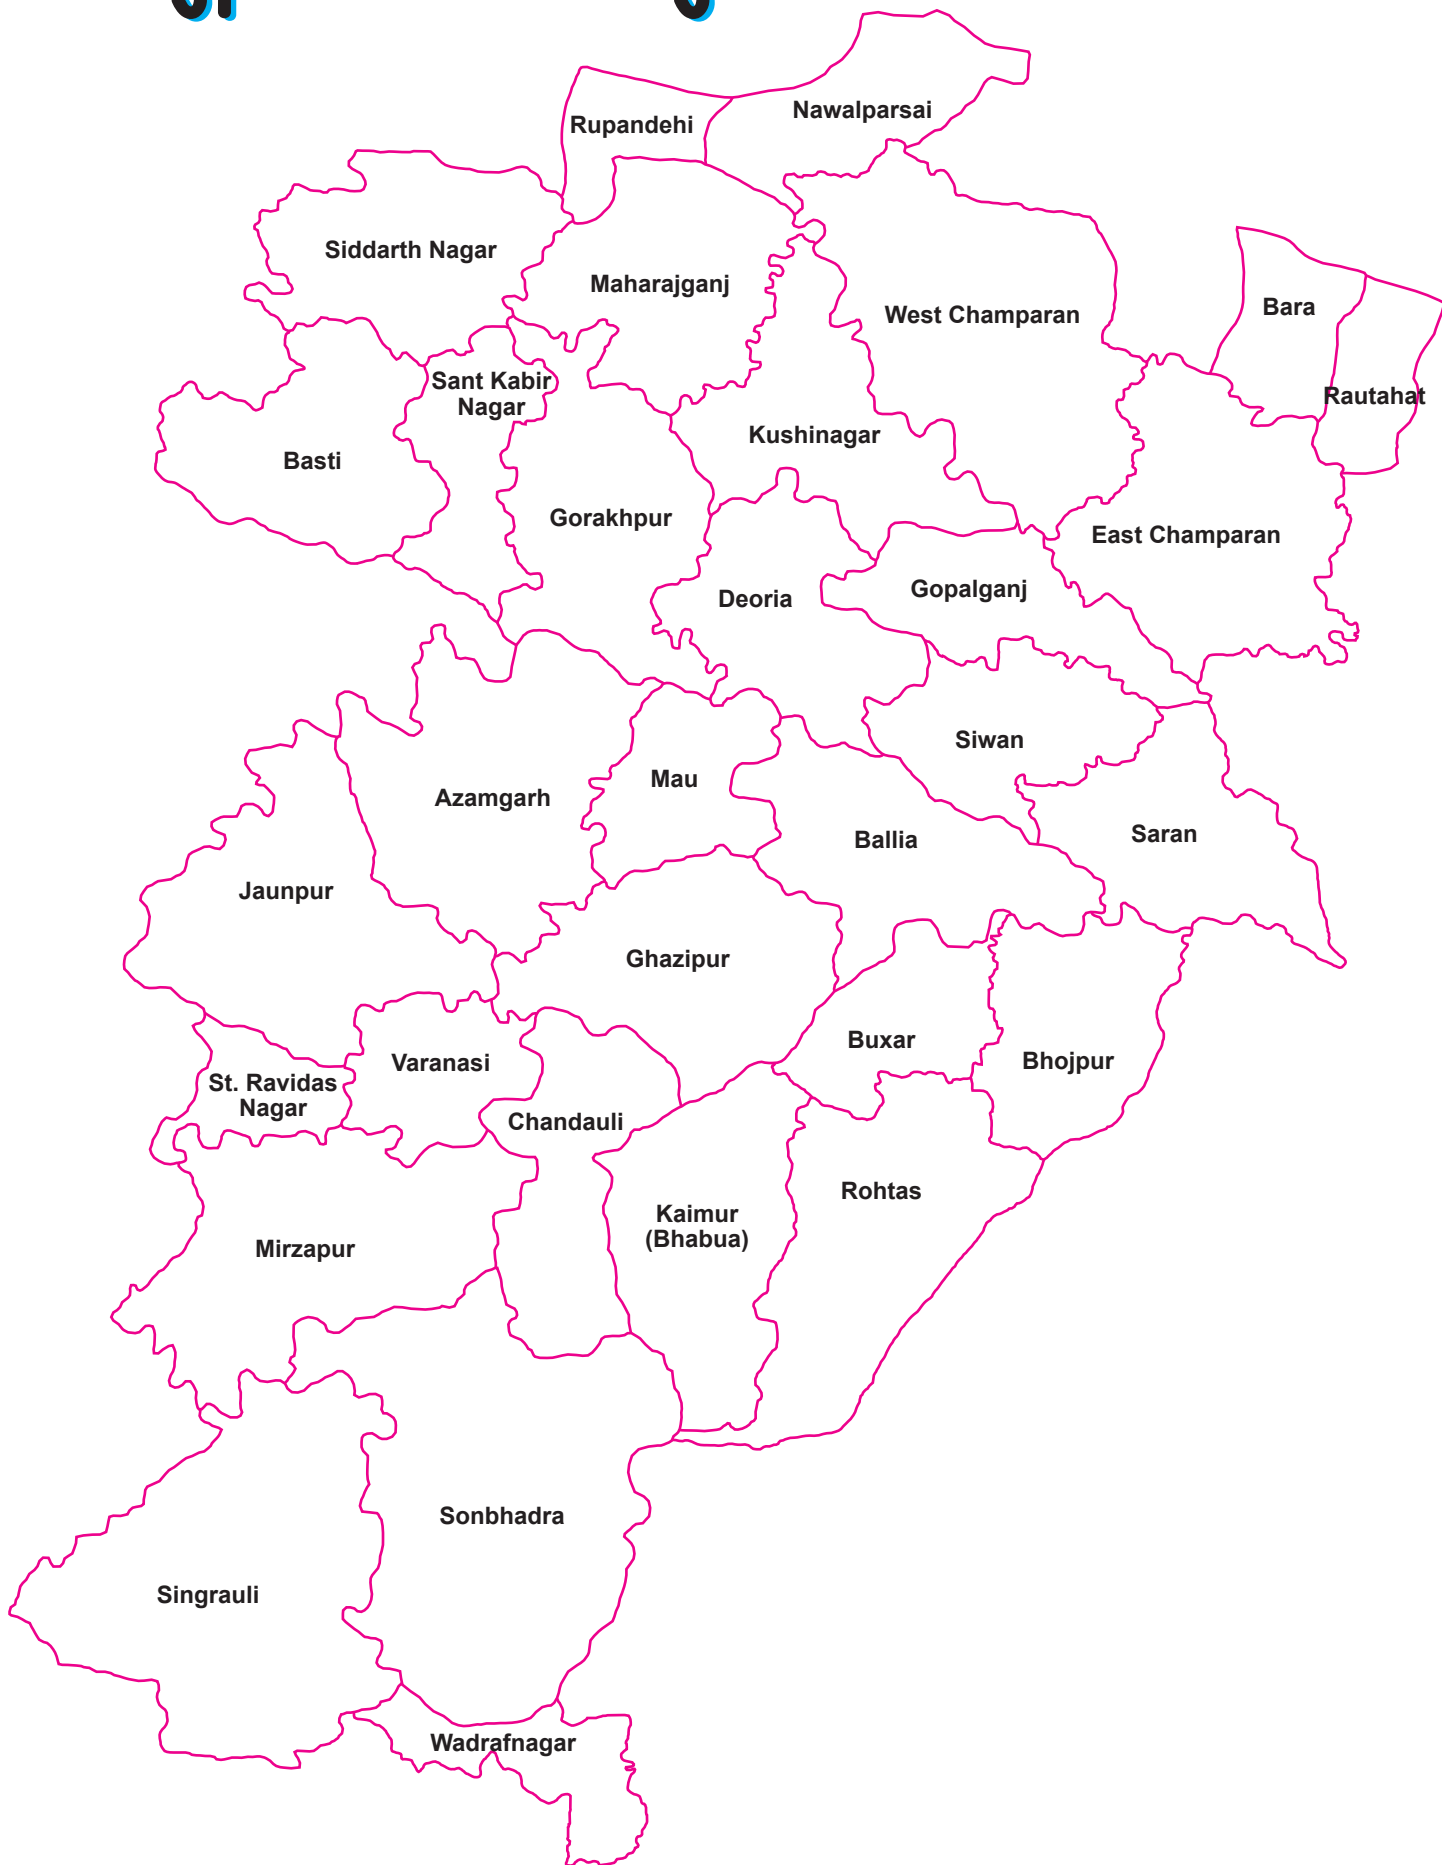 Nawalparsai
Rupandehi
Siddarth Nagar
Maharajganj
West Champaran
Bara
Rautahat
Sant Kabir
Nagar
Kushinagar
Basti
Gorakhpur
East Champaran
Deoria
Gopalganj
Siwan
Mau
Azamgarh
Ballia
Saran
Jaunpur
Ghazipur
Buxar
Bhojpur
Varanasi
St. Ravidas
Nagar
Chandauli
Rohtas
Kaimur
(Bhabua)
Mirzapur
Sonbhadra
Singrauli
Wadrafnagar